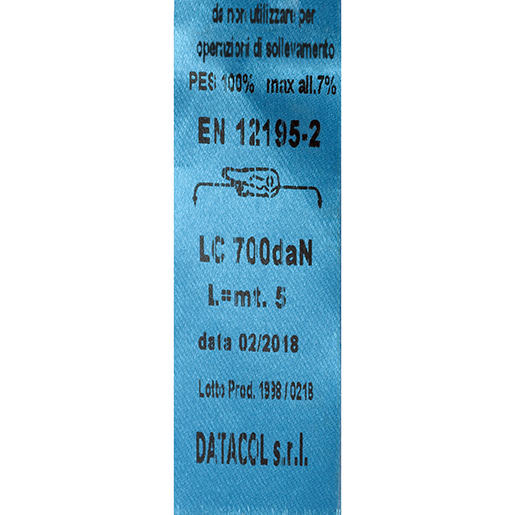 da non utilizzare per
operazioni di sollevamento
PES 100% max all.7%
EN 12195-2
LC 700daN
L=mt. 5
data 02/2018
Lotto Prod. 1998 / 0218
DATACOL s.r.l.